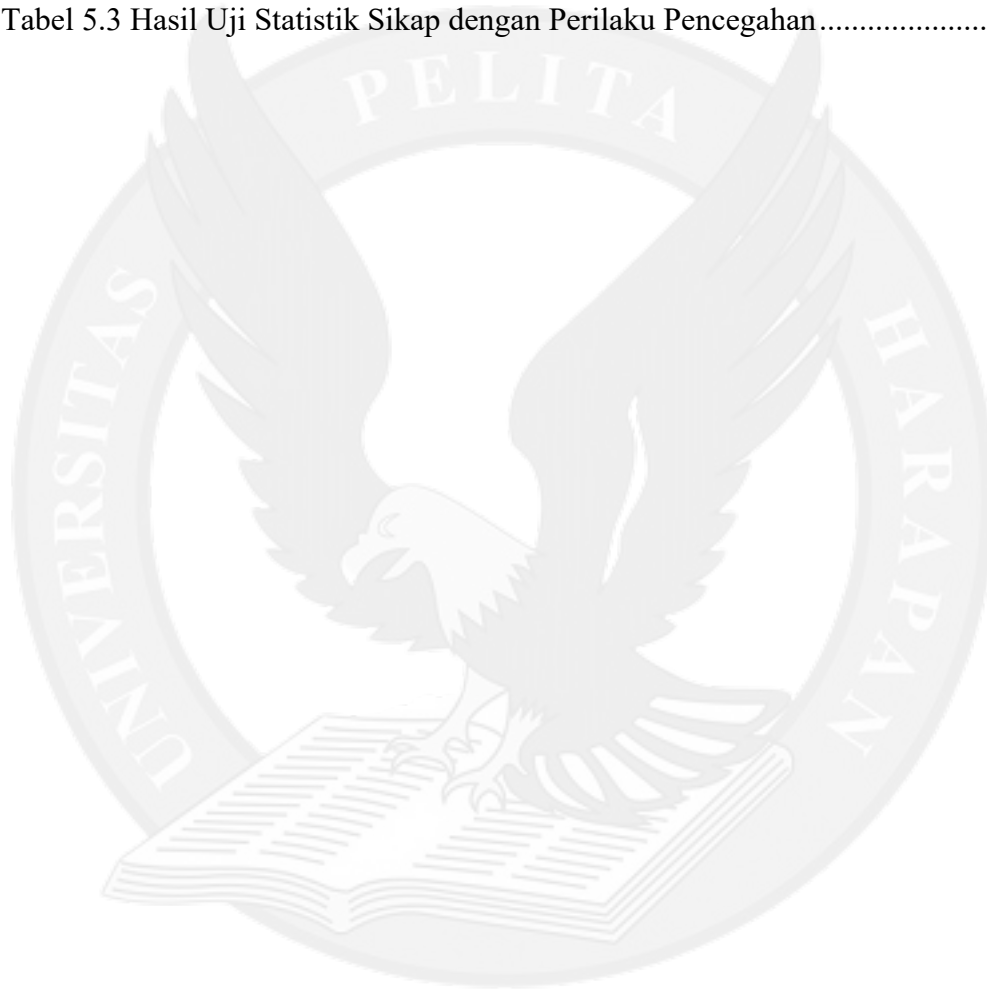 Tabel 5.3 Hasil Uji Statistik Sikap dengan Perilaku Pencegahan.....................
UNIVERSITAS PELITA HARAPAN